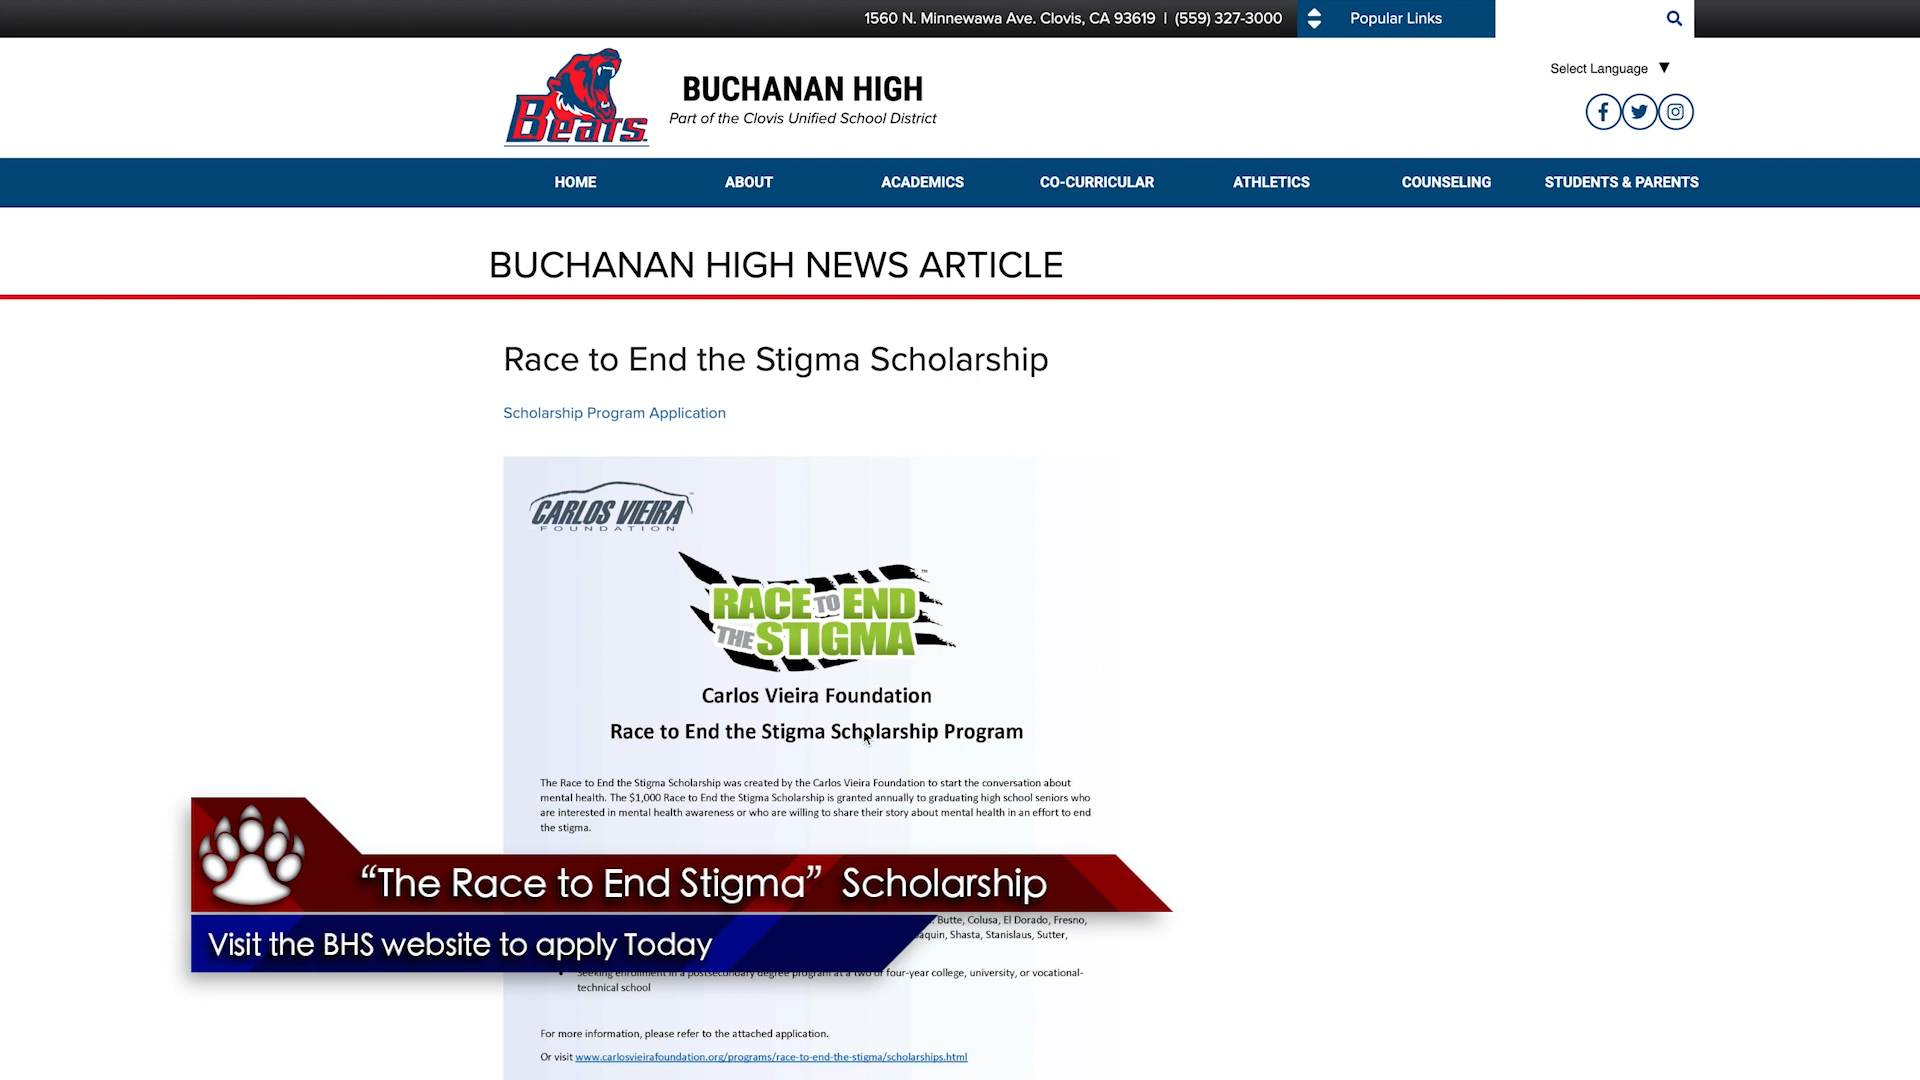 1560 N. Minnewawa Ave. Clovis, CA 93619 | (559) 327-3000
Popular Links
Select Language ▼
Bears
BUCHANAN HIGH
Part of the Clovis Unified School District
HOME ABOUT ACADEMICS CO-CURRICULAR ATHLETICS COUNSELING STUDENTS & PARENTS
BUCHANAN HIGH NEWS ARTICLE
Race to End the Stigma Scholarship
Scholarship Program Application
CARLOS VIEIRA
FOUNDATION
RACE TO END
THE STIGMA
Carlos Vieira Foundation
Race to End the Stigma Scholarship Program
The Race to End the Stigma Scholarship was created by the Carlos Vieira Foundation to start the conversation about
mental health. The $1,000 Race to End the Stigma Scholarship is granted annually to graduating high school seniors who
are interested in mental health awareness or who are willing to share their story about mental health in an effort to end
the stigma.
“The Race to End Stigma” Scholarship
Butte, Colusa, El Dorado, Fresno,
Shasta, Stanislaus, Sutter,
Visit the BHS website to apply Today
Seeking enrollment in a postsecondary degree program at a two or four-year college, university, or vocational-
technical school
For more information, please refer to the attached application.
Or visit www.carlosvieirafoundation.org/programs/race-to-end-the-stigma/scholarships.html